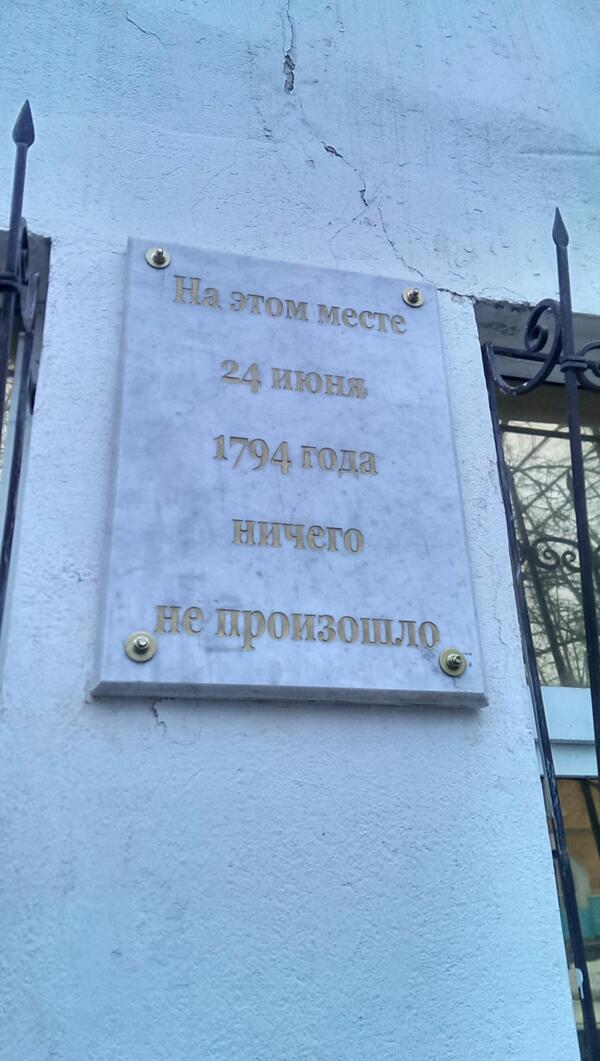 На этом месте
24 июня
1794 года
ничего
не произошло